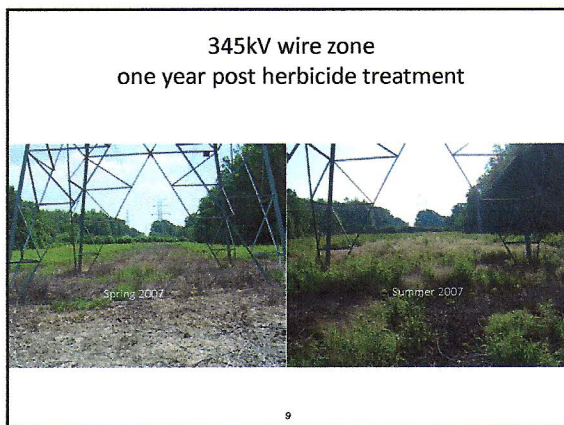 345kV wire zone
one year post herbicide treatment
Spring 2007
Summer 2007
9